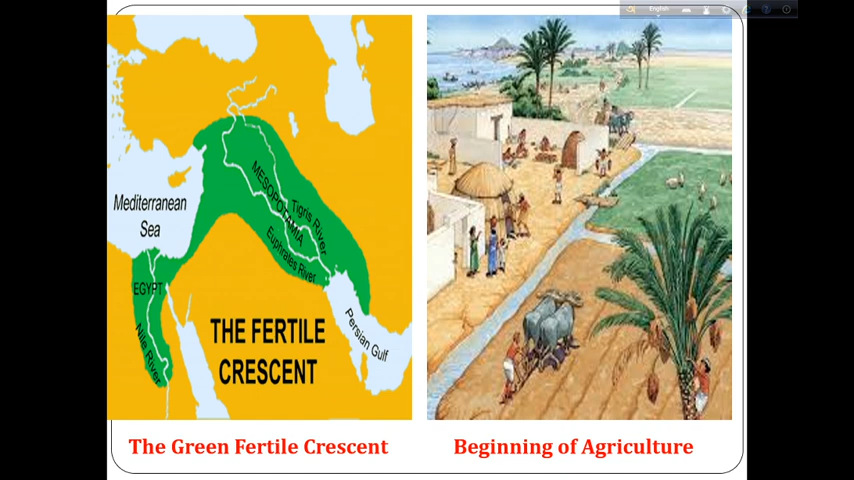 English
Mediterranean
Sea
MESOPOTAMIA
Tigris River
Euphrates River
EGYPT
Nile River
Persian Gulf
THE FERTILE
CRESCENT
The Green Fertile Crescent
Beginning of Agriculture